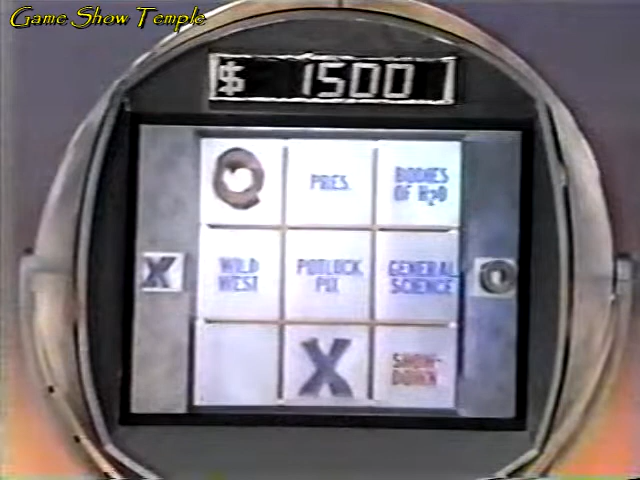 Game Show Temple
$ 1500
O
PRES.
BODIES
OF H2O
X
WILD
WEST
POTLUCK
PIX
GENERAL
SCIENCE
O
X
SHOW-
DOWN